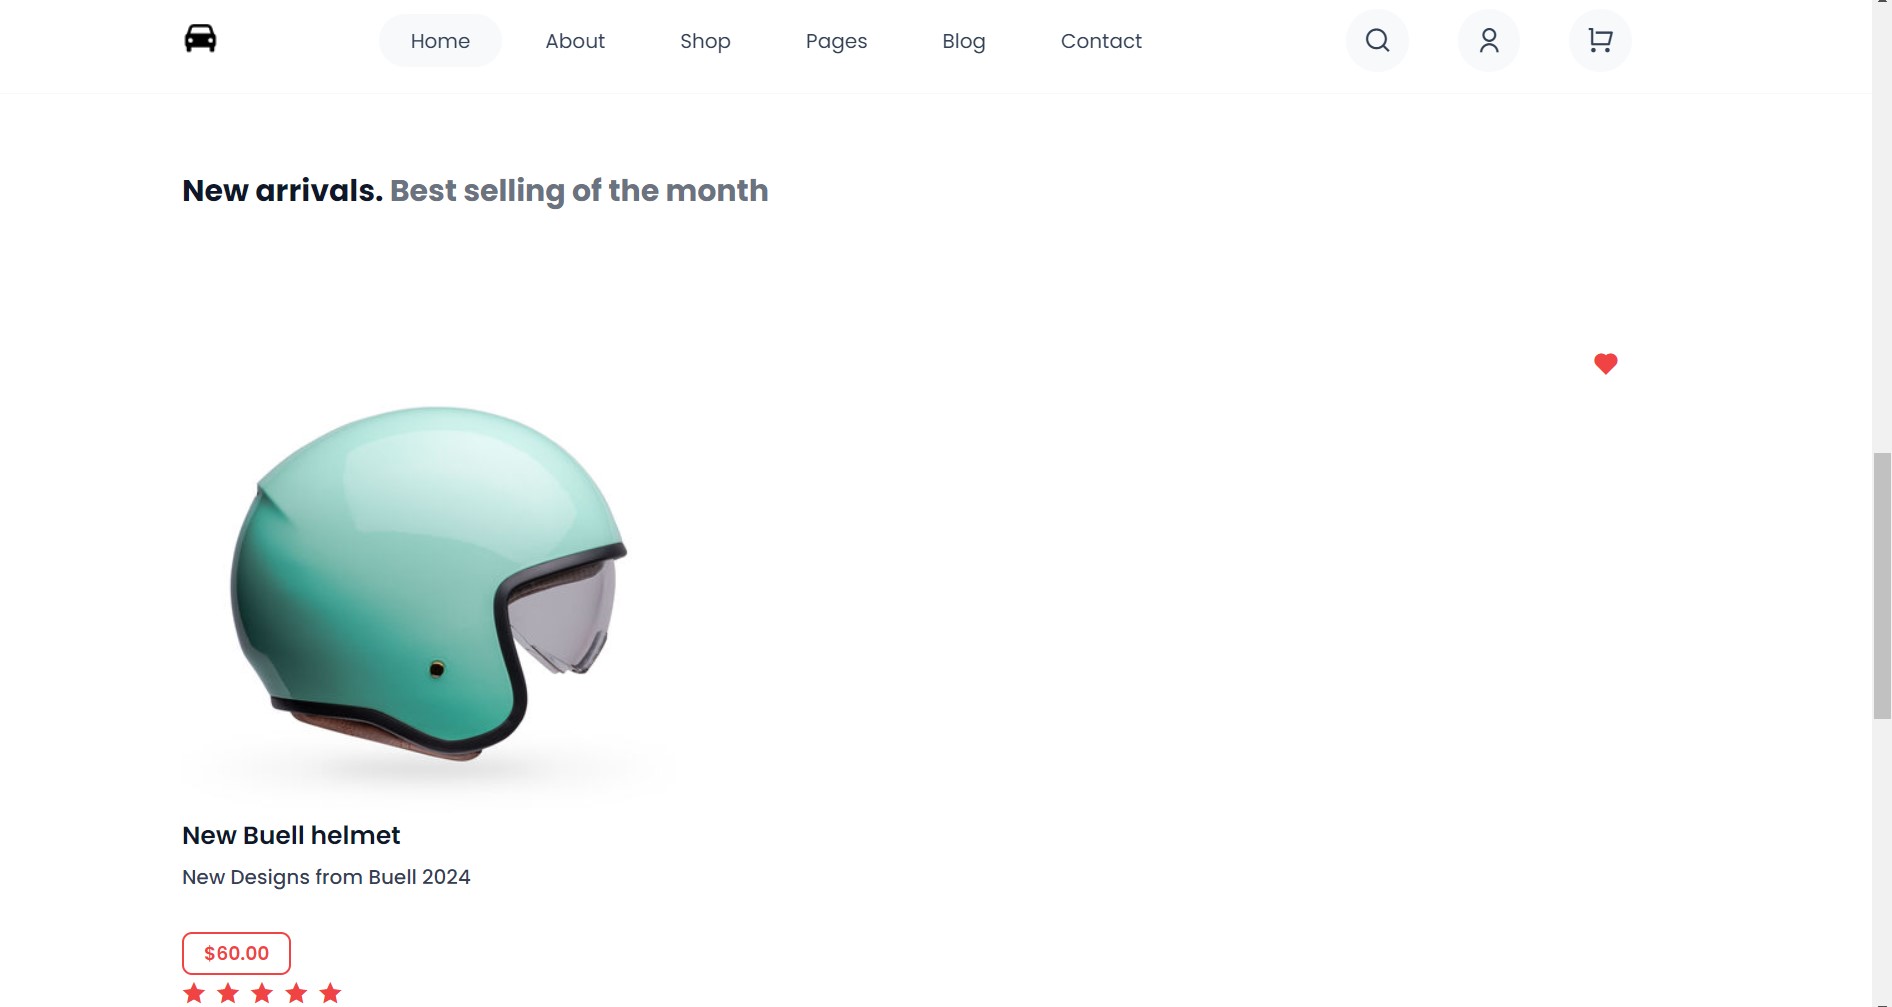 Home About Shop Pages Blog Contact
New arrivals. Best selling of the month
New Buell helmet
New Designs from Buell 2024
$60.00